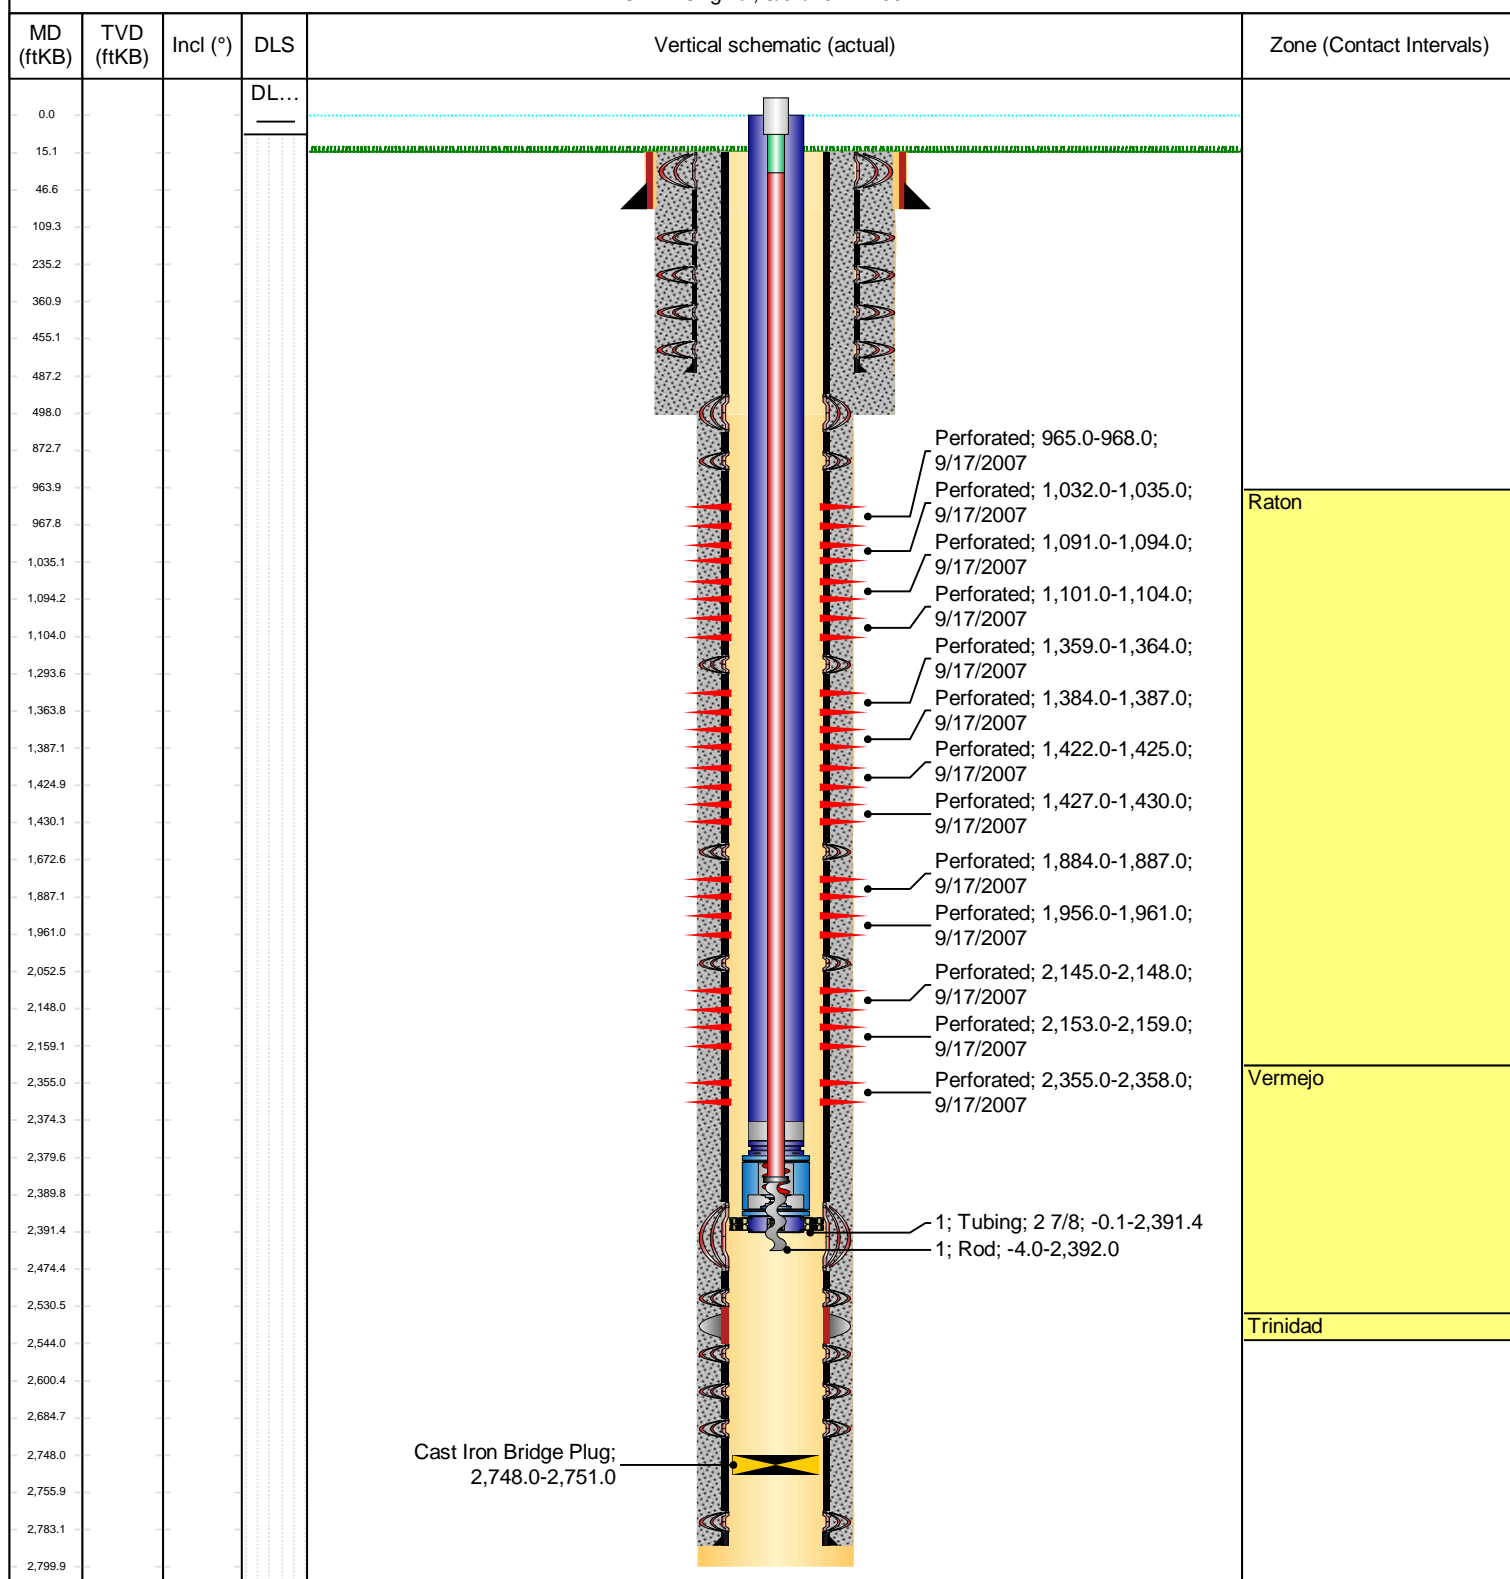 MD
(ftKB)
TVD
(ftKB)
Incl (°)
DLS
Vertical schematic (actual)
Zone (Contact Intervals)
DL...
0.0
15.1
46.6
109.3
235.2
360.9
455.1
487.2
498.0
872.7
963.9
967.8
1,035.1
1,094.2
1,104.0
1,293.6
1,363.8
1,387.1
1,424.9
1,430.1
1,672.6
1,887.1
1,961.0
2,052.5
2,148.0
2,159.1
2,355.0
2,374.3
2,379.6
2,389.8
2,391.4
2,474.4
2,530.5
2,544.0
2,600.4
2,684.7
2,748.0
2,755.9
2,783.1
2,799.9
Perforated; 965.0-968.0;
9/17/2007
Perforated; 1,032.0-1,035.0;
9/17/2007
Perforated; 1,091.0-1,094.0;
9/17/2007
Perforated; 1,101.0-1,104.0;
9/17/2007
Perforated; 1,359.0-1,364.0;
9/17/2007
Perforated; 1,384.0-1,387.0;
9/17/2007
Perforated; 1,422.0-1,425.0;
9/17/2007
Perforated; 1,427.0-1,430.0;
9/17/2007
Perforated; 1,884.0-1,887.0;
9/17/2007
Perforated; 1,956.0-1,961.0;
9/17/2007
Perforated; 2,145.0-2,148.0;
9/17/2007
Perforated; 2,153.0-2,159.0;
9/17/2007
Perforated; 2,355.0-2,358.0;
9/17/2007
1; Tubing; 2 7/8; -0.1-2,391.4
1; Rod; -4.0-2,392.0
Cast Iron Bridge Plug;
2,748.0-2,751.0
Raton
Vermejo
Trinidad